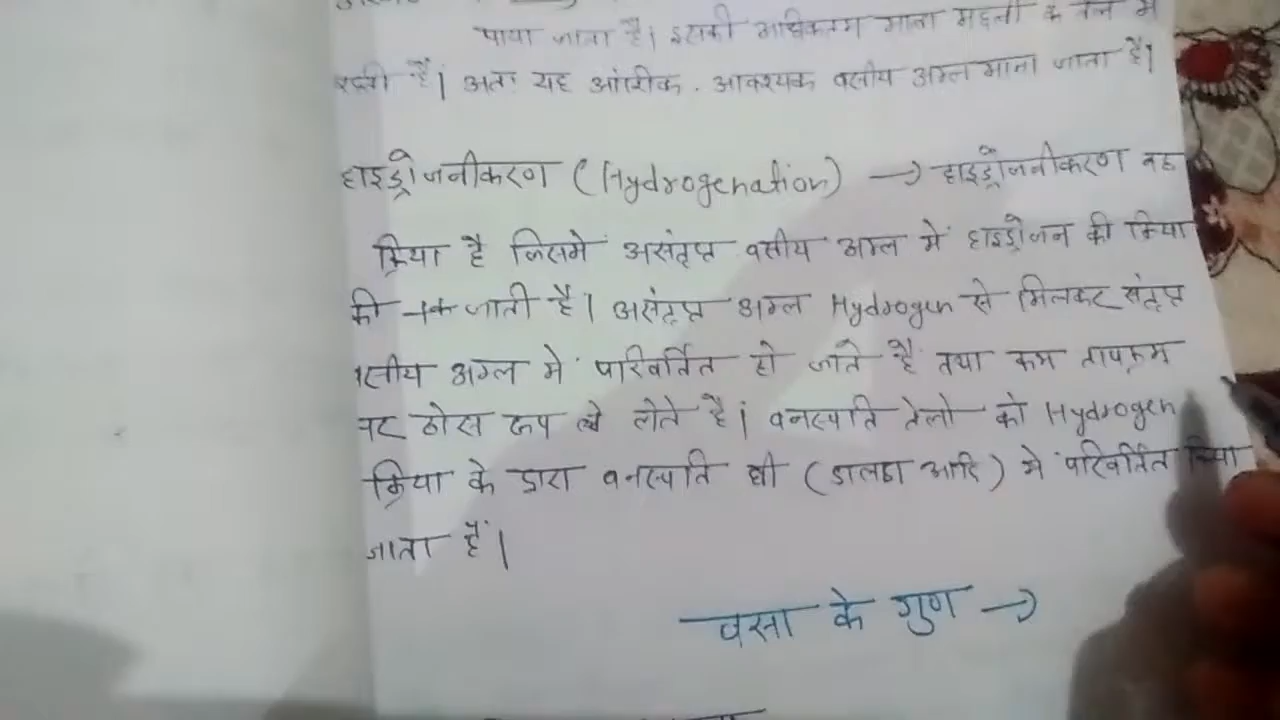 पाया जाता है। इसकी अधिकतम मात्रा मछली के तेल में
रहती हैं। अतः यह आंशिक आवश्यक वसीय अम्ल माना जाता है।
हाइड्रोजनीकरण (Hydrogenation) → हाइड्रोजनीकरण वह
क्रिया है जिसमें असंतृप्त वसीय अम्ल में हाइड्रोजन की क्रिया
की जाती है। असंतृप्त अम्ल Hydrogen से मिलकर संतृप्त
वसीय अम्ल में परिवर्तित हो जाते हैं तथा कम तापक्रम
पर ठोस रूप ले लेते है। वनस्पति तेलो को Hydrogen
क्रिया के द्वारा वनस्पति घी (डालडा आदि) मे परिवर्तित किया
जाता हैं।
वसा के गुण →